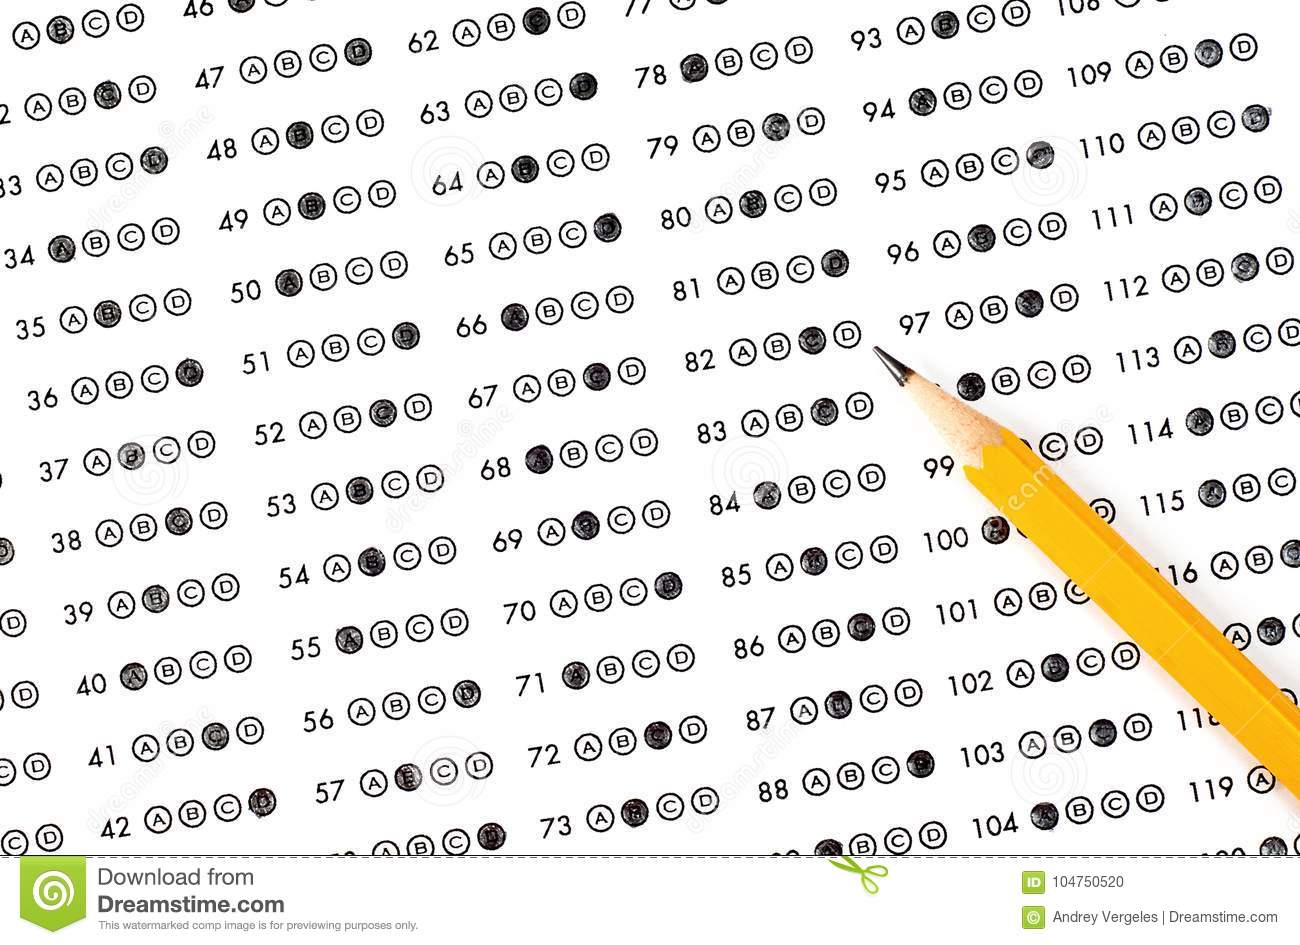 46 A C D
47 A B C D
48 A B C D
49 A B C D
50 A B C D
51 A B C D
52 A B C D
53 A B C D
54 A B C D
55 A B C D
56 A B C D
57 A B C D
62 A B C D
63 A B C D
64 A B C D
65 A B C D
66 A B C D
67 A B C D
68 A B C D
69 A B C D
70 A B C D
71 A B C D
72 A B C D
73 A B C D
34 A B C D
35 A B C D
36 A B C D
37 A B C D
38 A B C D
39 A B C D
40 A B C D
41 A B C D
42 A B C D
78 A B C D
79 A B C D
80 A B C D
81 A B C D
82 A B C D
83 A B C D
84 A B C D
85 A B C D
86 A B C D
87 A B C D
88 A B C D
93 A B C D
94 A B C D
95 A B C D
96 A B C D
97 A B C D
A B C D
99 C D
100 A D
101 A B C
102 A B C D
103 A B C D
104 A B C D
108
109 A B C D
110 A B C D
111 A B C D
112 A B C D
113 A B C D
114 A B C
115 A B C
116 A B C
A B
118
119 A
Download from
Dreamstime.com
This watermarked comp image is for previewing purposes only.
ID 104750520
© Andrey Vergeles | Dreamstime.com